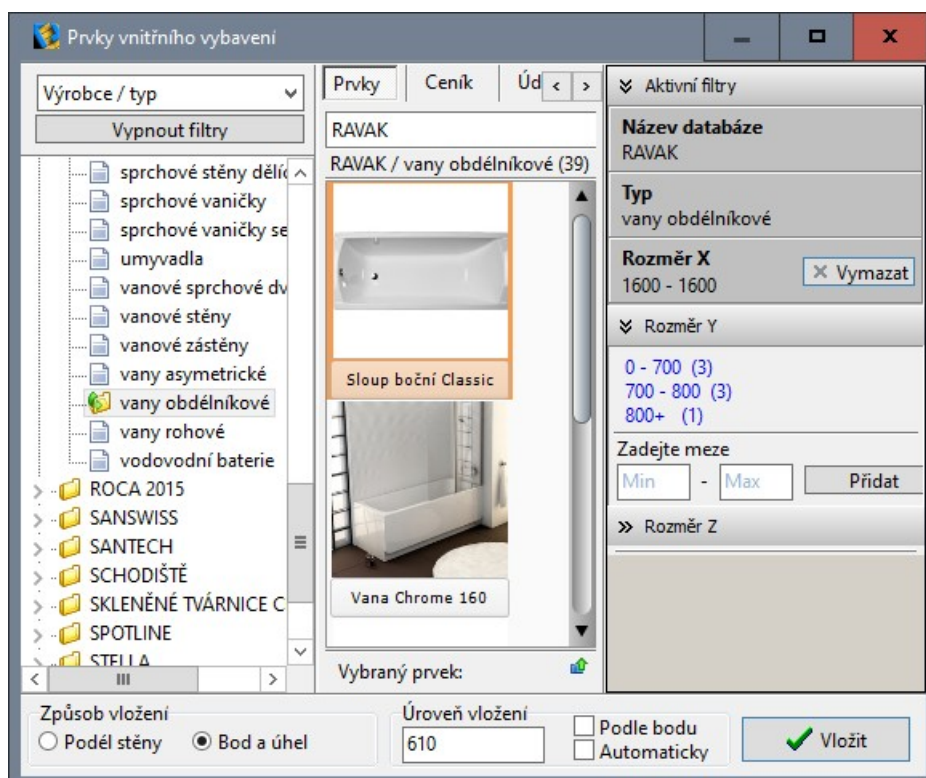 Prvky vnitřního vybavení
Výrobce / typ
Vypnout filtry
sprchové stěny dělíc
sprchové vaničky
sprchové vaničky se
umyvadla
vanové sprchové dv
vanové stěny
vanové zástěny
vany asymetrické
vany obdélníkové
vany rohové
vodovodní baterie
ROCA 2015
SANSWISS
SANTECH
SCHODIŠTĚ
SKLENĚNÉ TVÁRNICE C
SPOTLINE
STELLA
Prvky Ceník Úd
RAVAK
RAVAK / vany obdélníkové (39)
Sloup boční Classic
Vana Chrome 160
Vybraný prvek:
Aktivní filtry
Název databáze
RAVAK
Typ
vany obdélníkové
Rozměr X
1600 - 1600
Vymazat
Rozměr Y
0 - 700 (3)
700 - 800 (3)
800+ (1)
Zadejte meze
Min - Max Přidat
Rozměr Z
Způsob vložení
Podél stěny Bod a úhel
Úroveň vložení
610
Podle bodu
Automaticky
Vložit